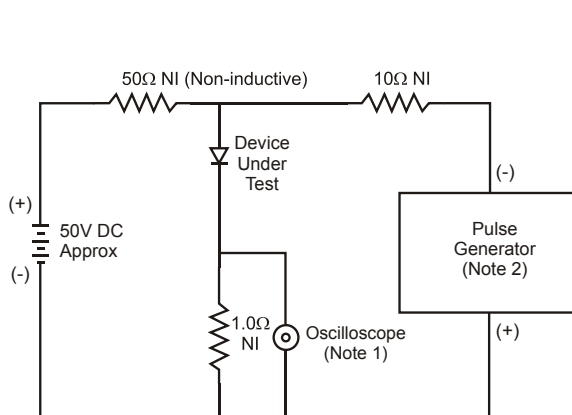 50Ω NI (Non-inductive)
10Ω NI
Device
Under
Test
(-)
(+)
50V DC
Approx
(-)
Pulse
Generator
(Note 2)
1.0Ω
NI
Oscilloscope
(Note 1)
(+)